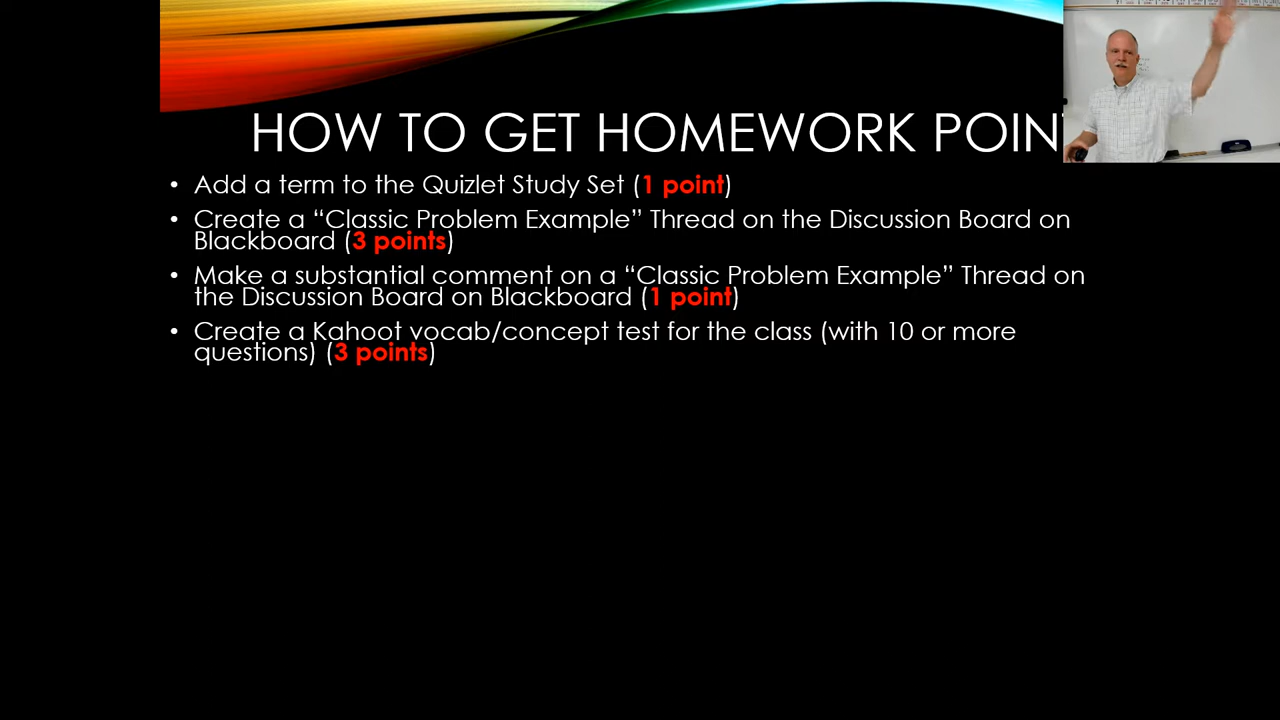 HOW TO GET HOMEWORK POIN
• Add a term to the Quizlet Study Set (1 point)
• Create a “Classic Problem Example” Thread on the Discussion Board on
Blackboard (3 points)
• Make a substantial comment on a “Classic Problem Example” Thread on
the Discussion Board on Blackboard (1 point)
• Create a Kahoot vocab/concept test for the class (with 10 or more
questions) (3 points)